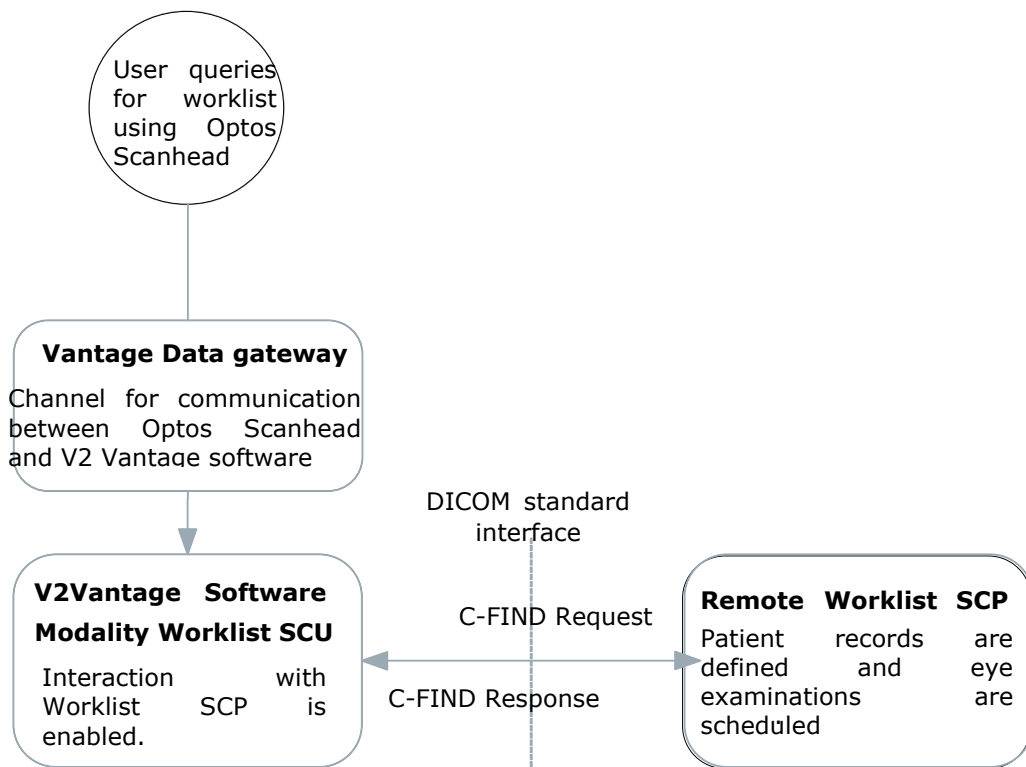 User queries
for worklist
using Optos
Scanhead
Vantage Data gateway
Channel for communication
between Optos Scanhead
and V2 Vantage software
DICOM standard
interface
V2Vantage Software
Modality Worklist SCU
Interaction with
Worklist SCP is
enabled.
C-FIND Request
C-FIND Response
Remote Worklist SCP
Patient records are
defined and eye
examinations are
scheduled